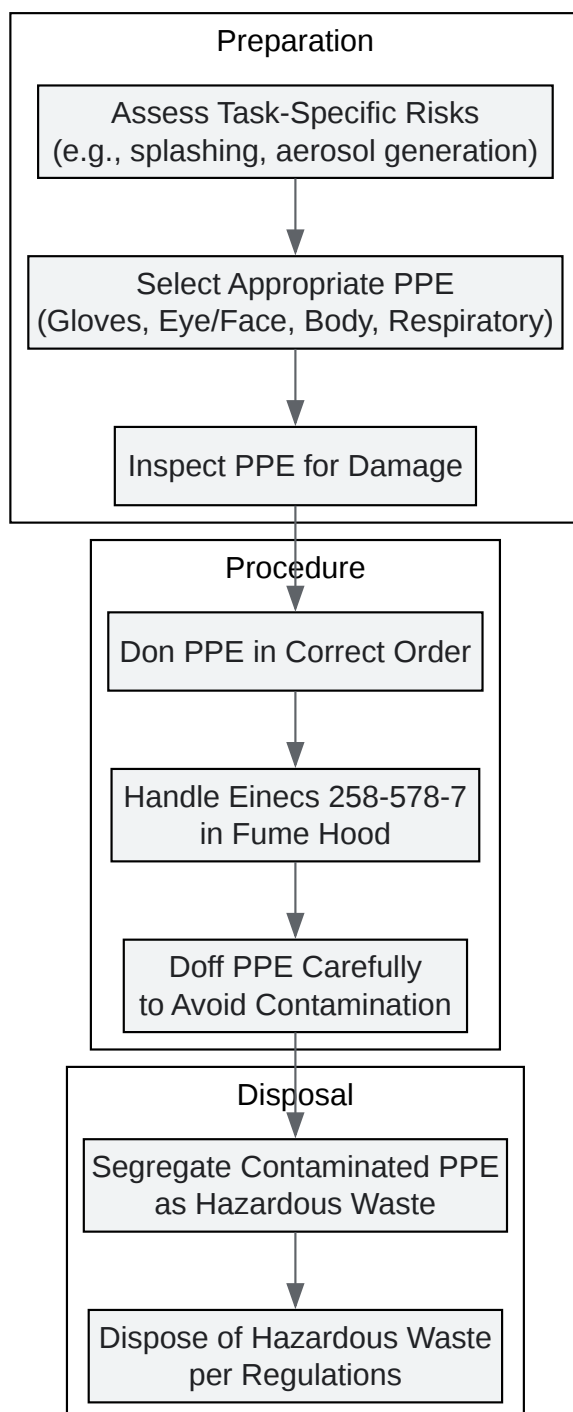 Preparation
Assess Task-Specific Risks
(e.g., splashing, aerosol generation)
Select Appropriate PPE
(Gloves, Eye/Face, Body, Respiratory)
Inspect PPE for Damage
Procedure
Don PPE in Correct Order
Handle Einecs 258-578-7
in Fume Hood
Doff PPE Carefully
to Avoid Contamination
Disposal
Segregate Contaminated PPE
as Hazardous Waste
Dispose of Hazardous Waste
per Regulations